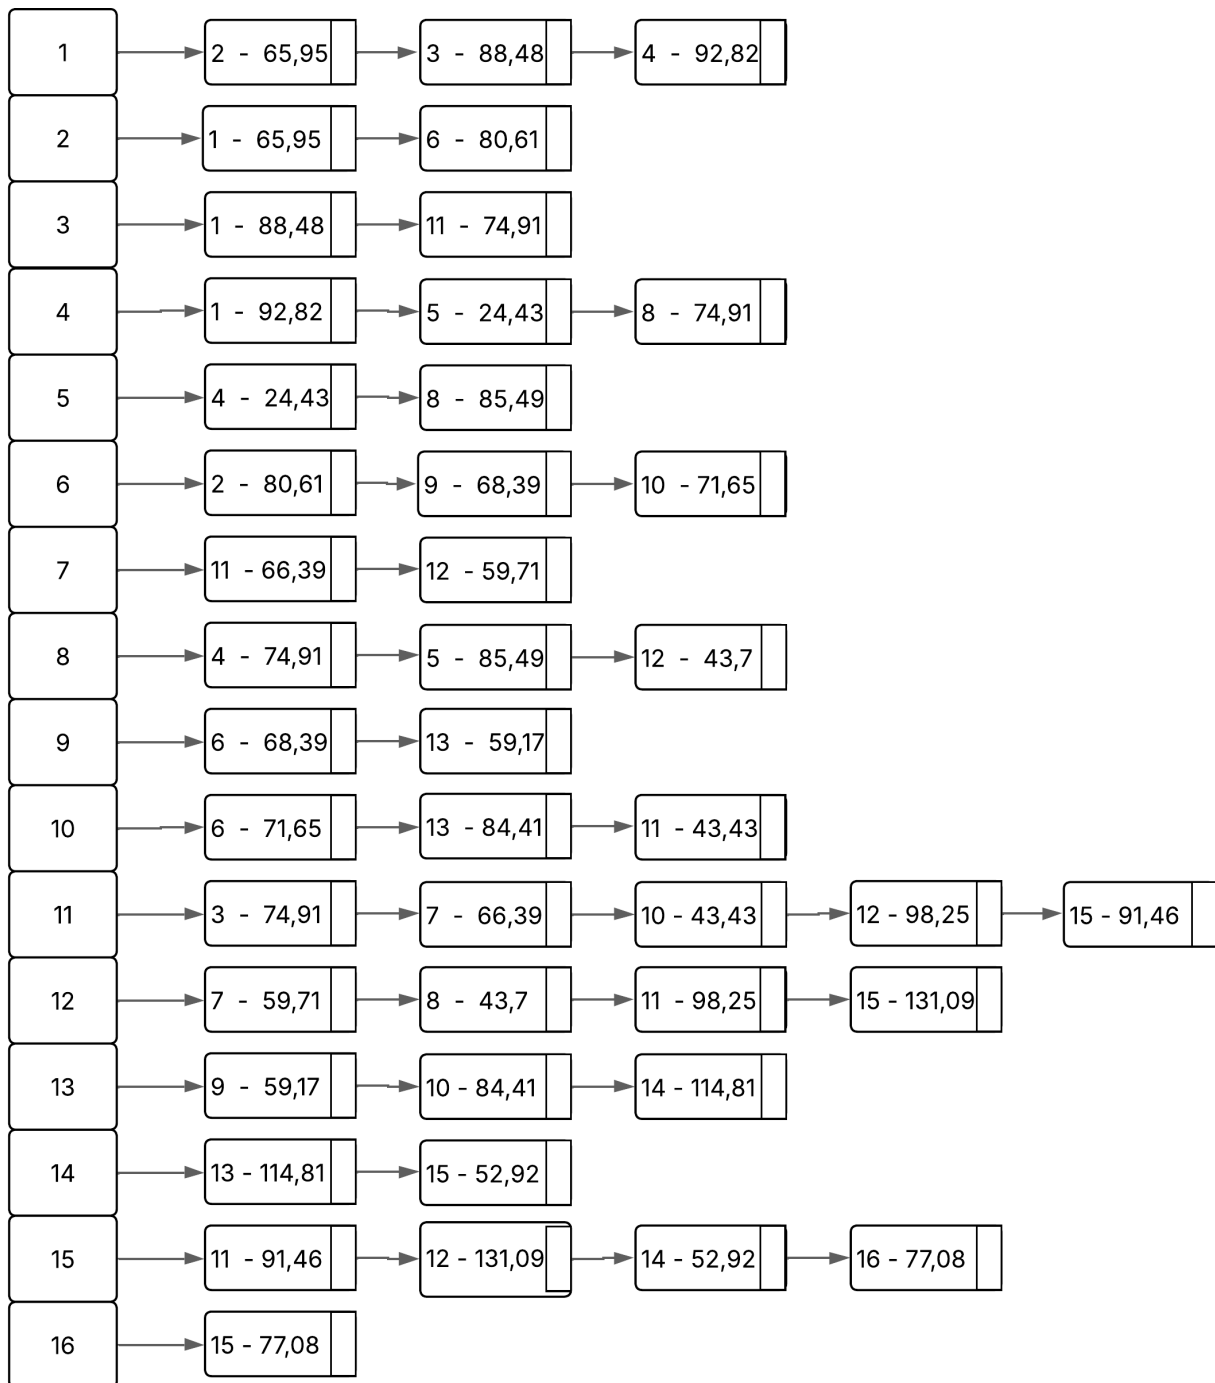 1 2 - 65,95 3 - 88,48 4 - 92,82
2 1 - 65,95 6 - 80,61
3 1 - 88,48 11 - 74,91
4 1 - 92,82 5 - 24,43 8 - 74,91
5 4 - 24,43 8 - 85,49
6 2 - 80,61 9 - 68,39 10 - 71,65
7 11 - 66,39 12 - 59,71
8 4 - 74,91 5 - 85,49 12 - 43,7
9 6 - 68,39 13 - 59,17
10 6 - 71,65 13 - 84,41 11 - 43,43
11 3 - 74,91 7 - 66,39 10 - 43,43 12 - 98,25 15 - 91,46
12 7 - 59,71 8 - 43,7 11 - 98,25 15 - 131,09
13 9 - 59,17 10 - 84,41 14 - 114,81
14 13 - 114,81 15 - 52,92
15 11 - 91,46 12 - 131,09 14 - 52,92 16 - 77,08
16 15 - 77,08